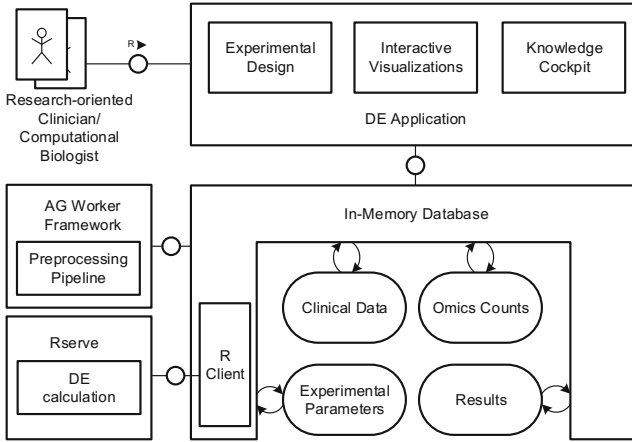 R
Research-oriented
Clinician/
Computational
Biologist
Experimental
Design
Interactive
Visualizations
Knowledge
Cockpit
DE Application
AG Worker
Framework
Preprocessing
Pipeline
In-Memory Database
Clinical Data
Omics Counts
Rserve
DE
calculation
R
Client
Experimental
Parameters
Results